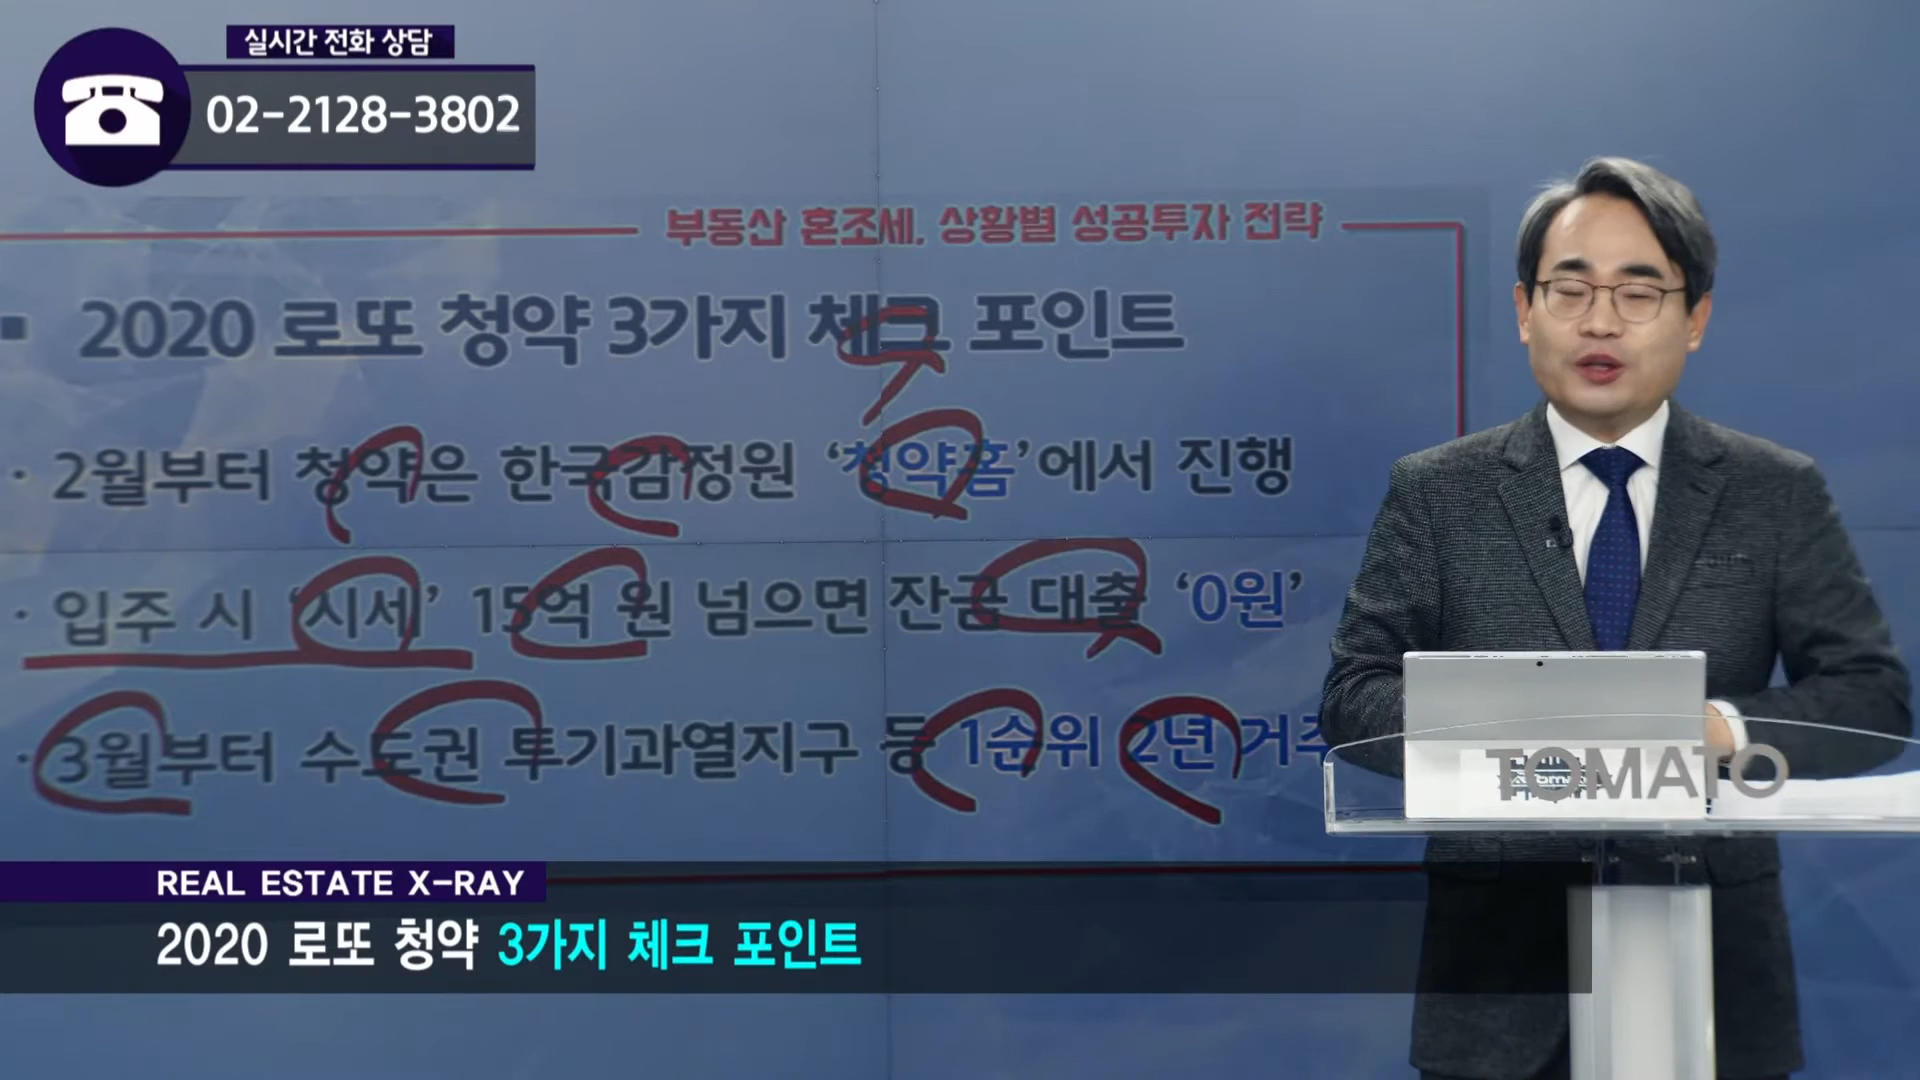 실시간 전화 상담
02-2128-3802
부동산 혼조세, 상황별 성공투자 전략
▪ 2020 로또 청약 3가지 체크 포인트
· 2월부터 청약은 한국감정원 ‘청약홈’에서 진행
· 입주 시 ‘시세’ 15억 원 넘으면 잔금 대출 ‘0원’
· 3월부터 수도권 투기과열지구 등 1순위 2년 거주
TOMATO
REAL ESTATE X-RAY
2020 로또 청약 3가지 체크 포인트